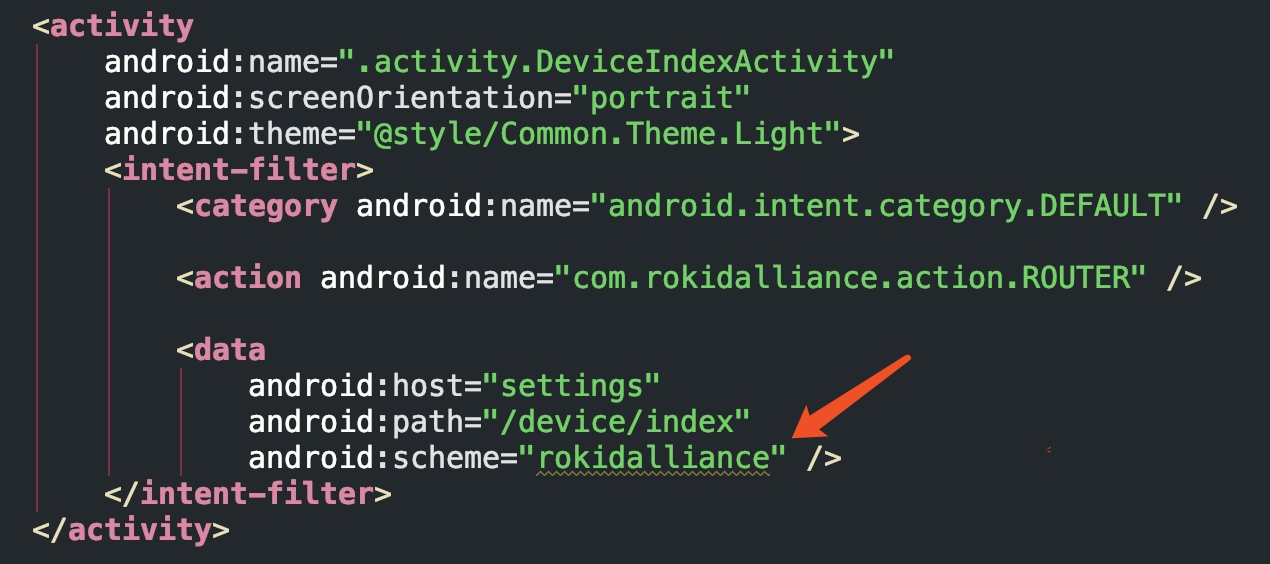 <activity
android:name=".activity.DeviceIndexActivity"
android:screenOrientation="portrait"
android:theme="@style/Common.Theme.Light">
<intent-filter>
<category android:name="android.intent.category.DEFAULT" />
<action android:name="com.rokidalliance.action.ROUTER" />
<data
android:host="settings"
android:path="/device/index"
android:scheme="rokidalliance" />
</intent-filter>
</activity>